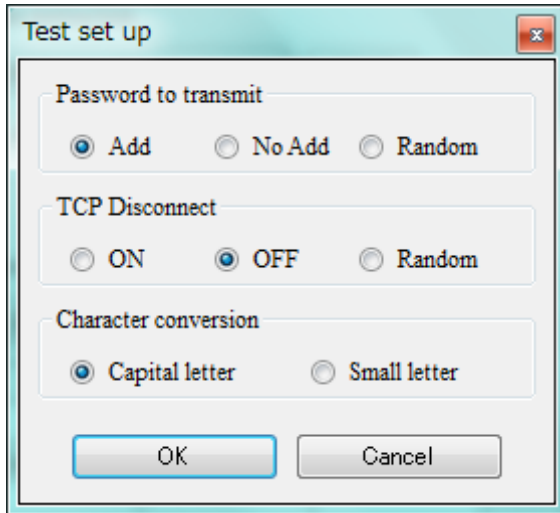 Test set up
Password to transmit
Add No Add Random
TCP Disconnect
ON OFF Random
Character conversion
Capital letter Small letter
OK Cancel